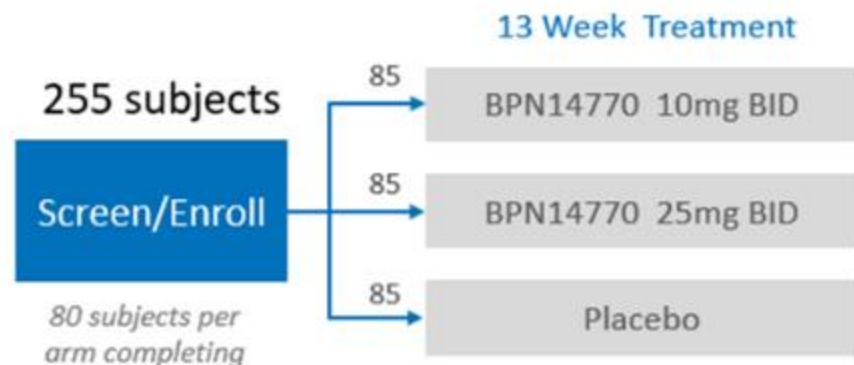 13 Week Treatment
255 subjects
Screen/Enroll
80 subjects per
arm completing
85
BPN14770 10mg BID
85
BPN14770 25mg BID
85
Placebo